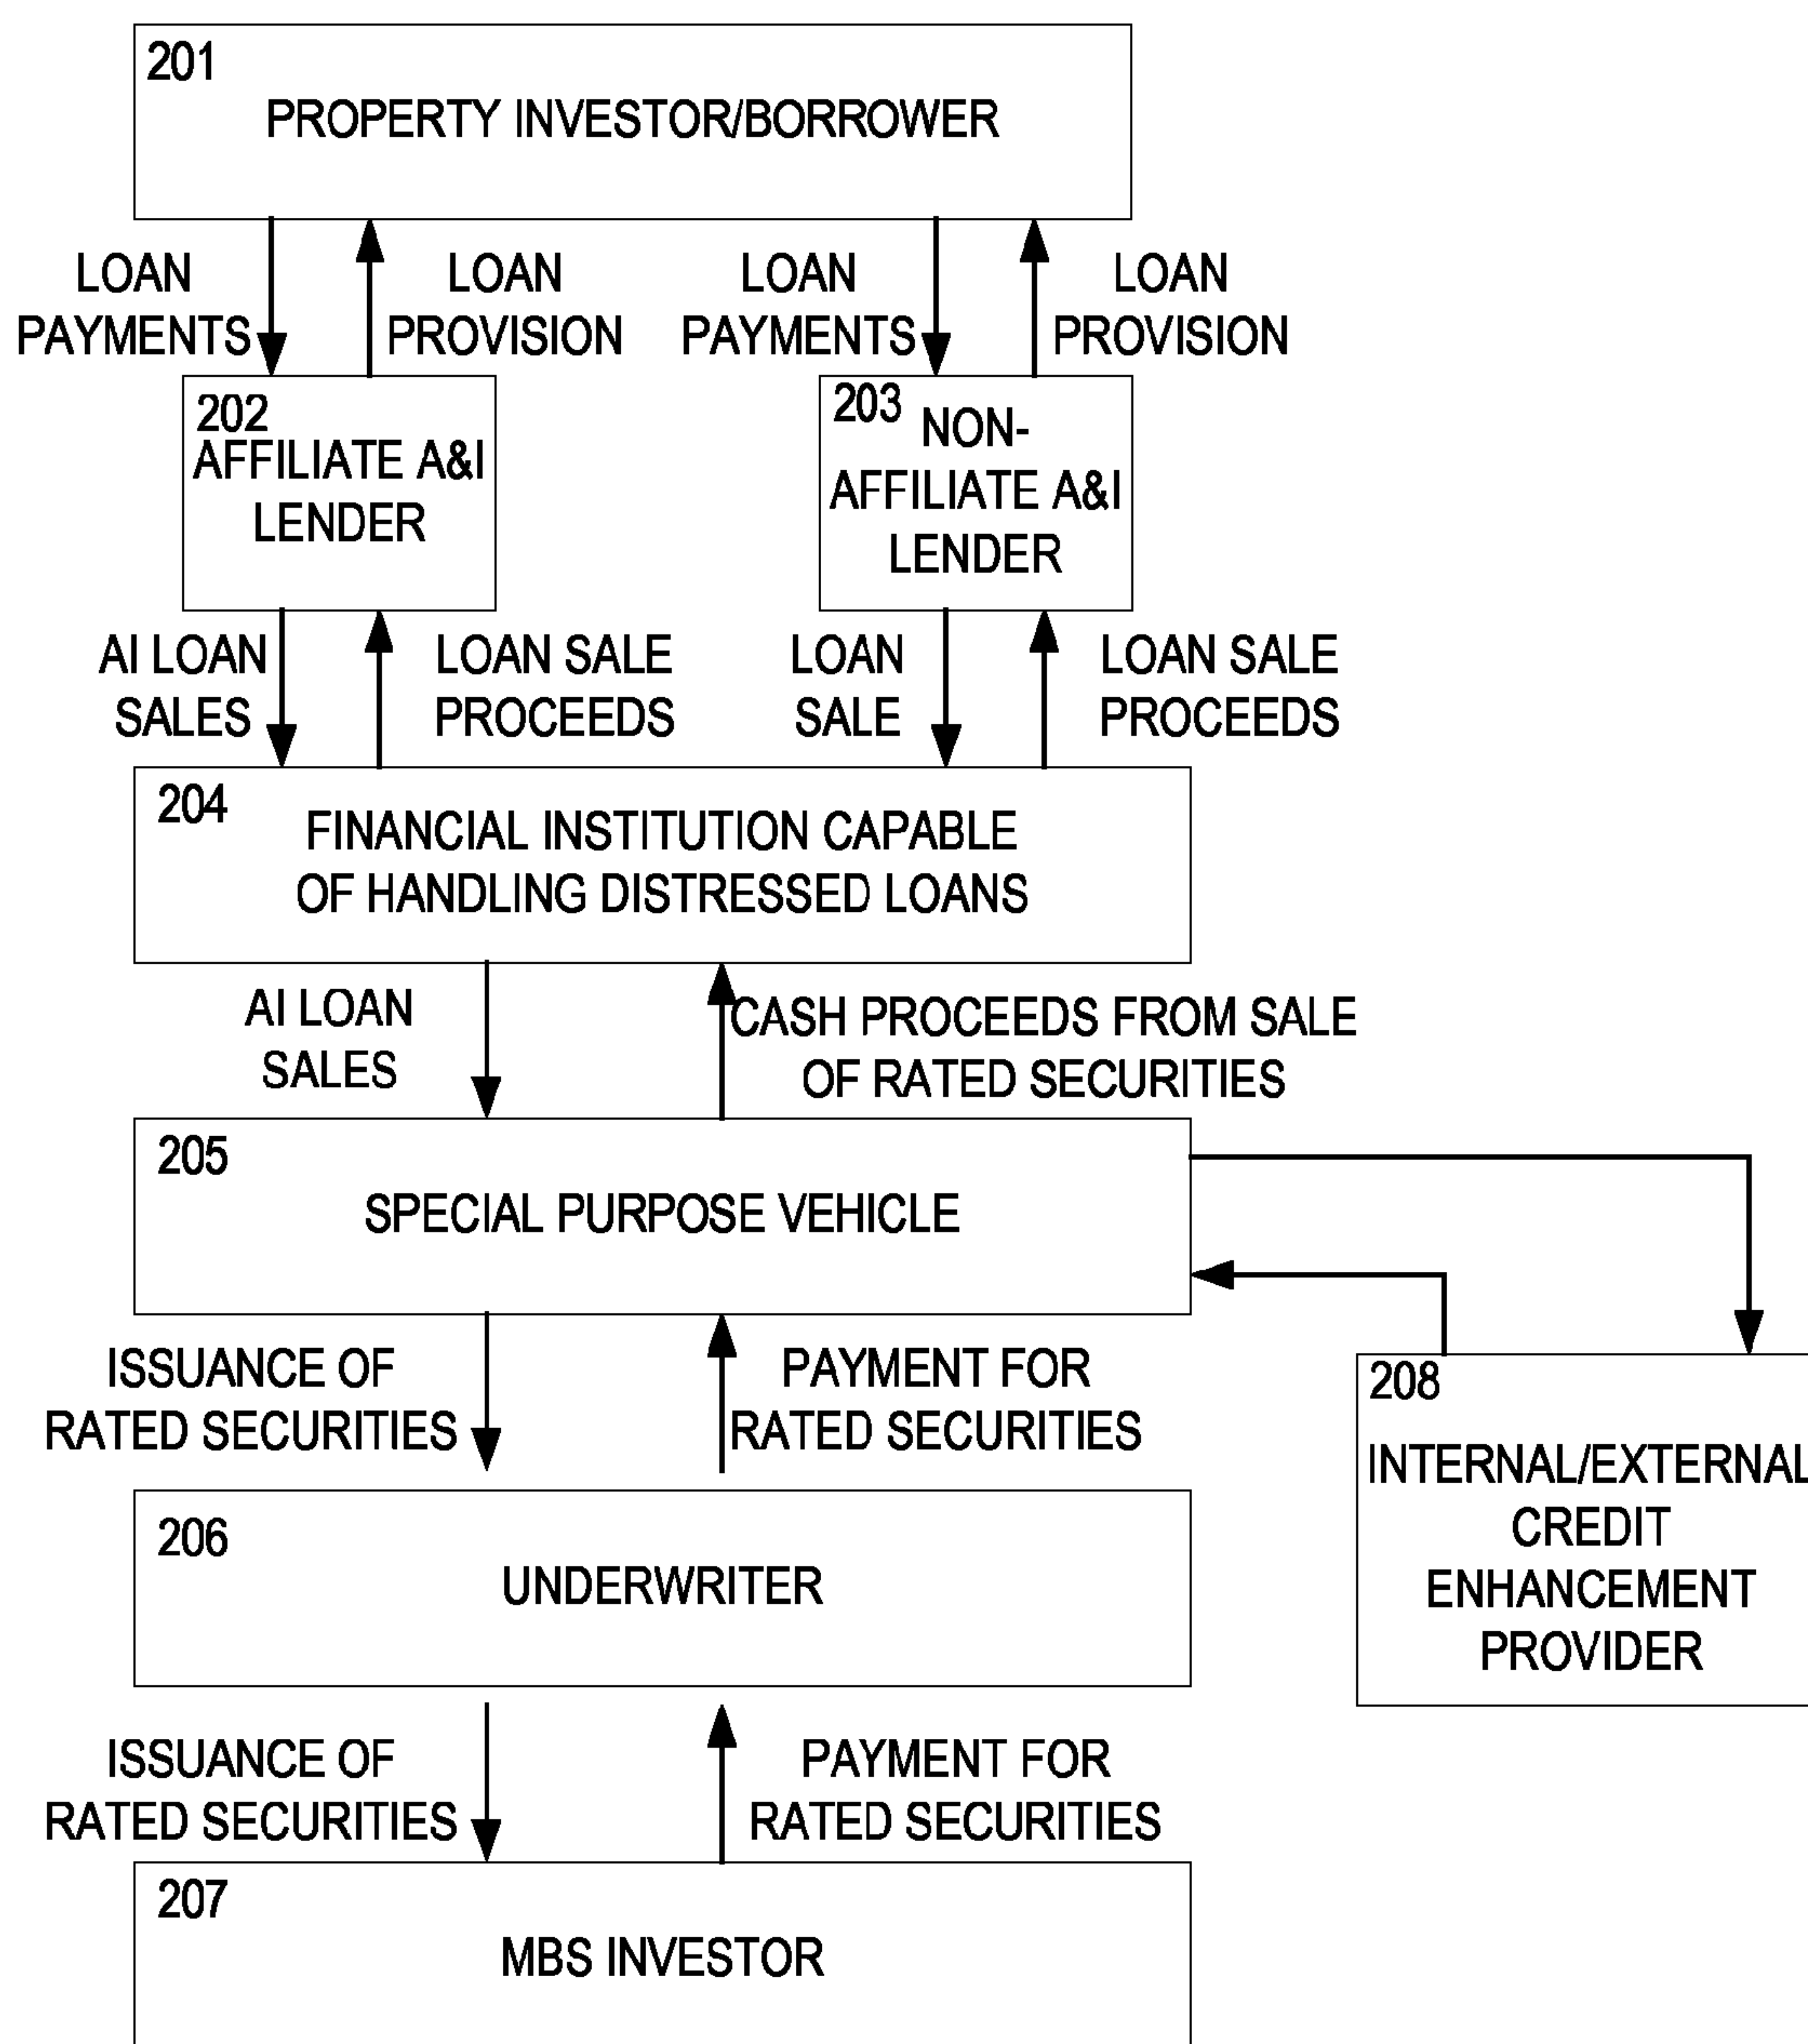 201
PROPERTY INVESTOR/BORROWER
LOAN
PAYMENTS
LOAN
PROVISION
LOAN
PAYMENTS
LOAN
PROVISION
202
AFFILIATE A&I
LENDER
203
NON-
AFFILIATE A&I
LENDER
AI LOAN
SALES
LOAN SALE
PROCEEDS
LOAN
SALE
LOAN SALE
PROCEEDS
204
FINANCIAL INSTITUTION CAPABLE
OF HANDLING DISTRESSED LOANS
AI LOAN
SALES
CASH PROCEEDS FROM SALE
OF RATED SECURITIES
205
SPECIAL PURPOSE VEHICLE
ISSUANCE OF
RATED SECURITIES
PAYMENT FOR
RATED SECURITIES
208
INTERNAL/EXTERNAL
CREDIT
ENHANCEMENT
PROVIDER
206
UNDERWRITER
ISSUANCE OF
RATED SECURITIES
PAYMENT FOR
RATED SECURITIES
207
MBS INVESTOR